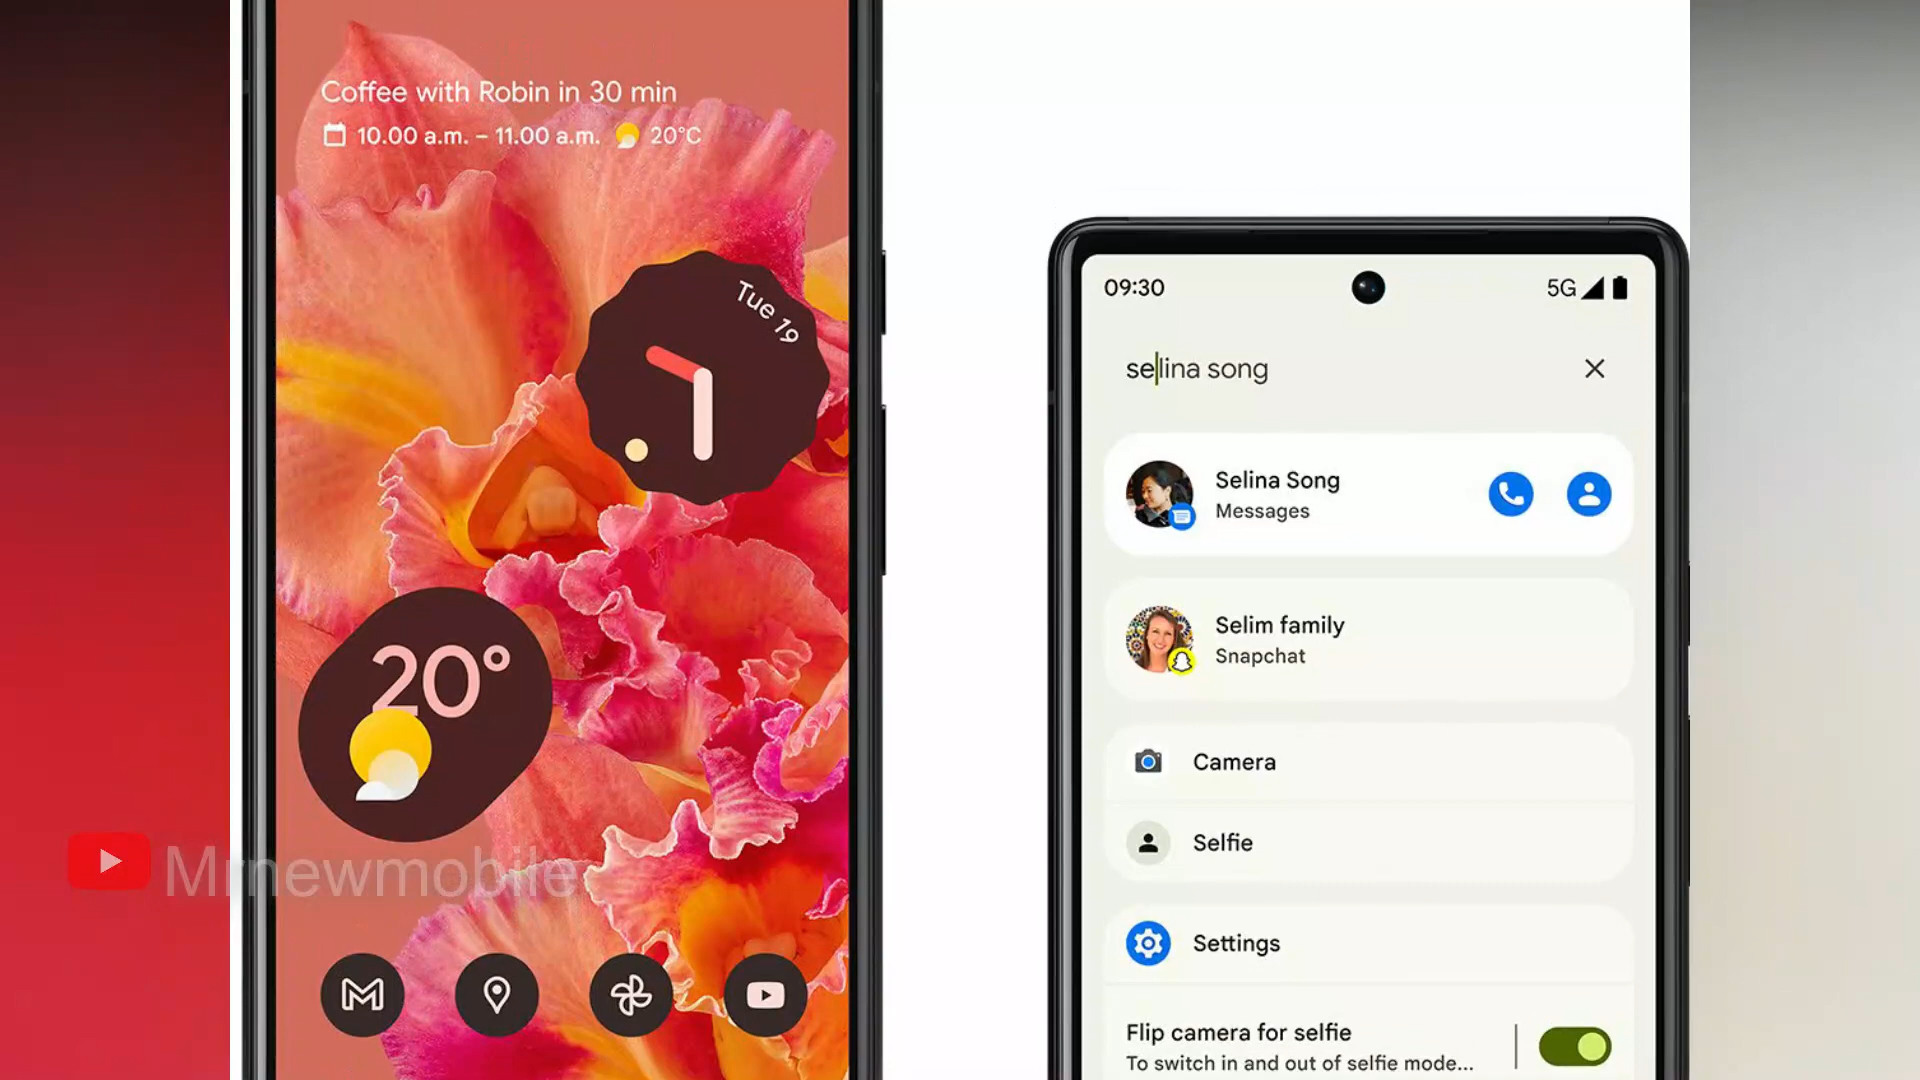 Coffee with Robin in 30 min
10.00 a.m. – 11.00 a.m. 20°C
Tue 19
20°
Mrnewmobile
09:30 5G
selina song
Selina Song
Messages
Selim family
Snapchat
Camera
Selfie
Settings
Flip camera for selfie
To switch in and out of selfie mode...